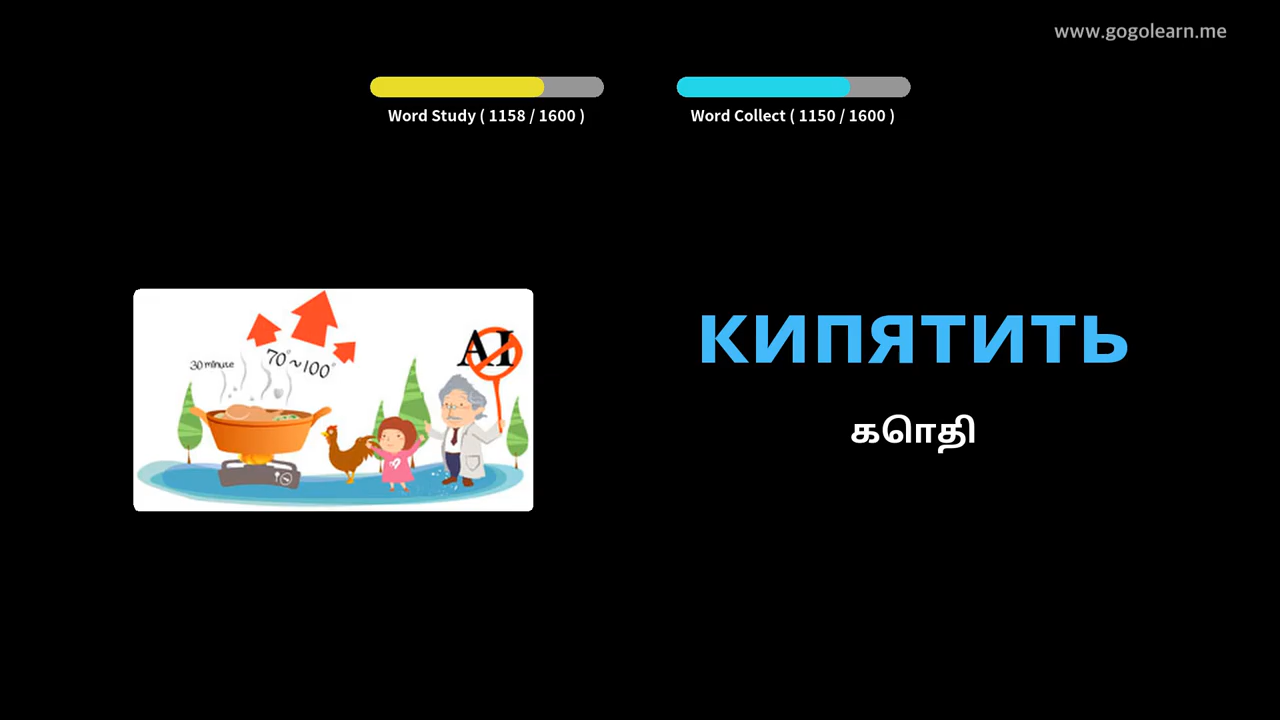 www.gogolearn.me
Word Study ( 1158 / 1600 )
Word Collect ( 1150 / 1600 )
30 minute
70°~100°
AI
кипятить
கொதி